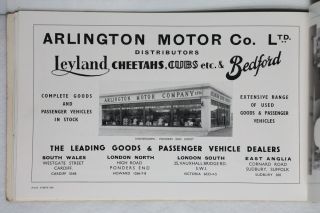 ARLINGTON MOTOR Co. LTD.
DISTRIBUTORS
Leyland CHEETAHS, CUBS etc. & Bedford
COMPLETE GOODS
AND
PASSENGER VEHICLES
IN STOCK
ARLINGTON MOTOR COMPANY LTD
EXTENSIVE RANGE
OF USED
GOODS & PASSENGER
VEHICLES
THE LEADING GOODS & PASSENGER VEHICLE DEALERS
SOUTH WALES
WESTGATE STREET
CARDIFF.
LONDON NORTH
HIGH ROAD
PONDERS END
LONDON SOUTH
VAUXHALL BRIDGE RD.
S.W.1.
EAST ANGLIA
CORNARD ROAD
SUDBURY, SUFFOLK